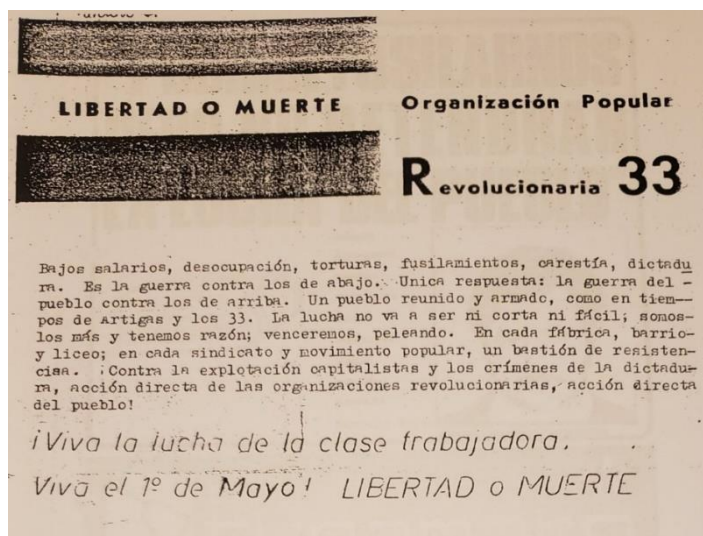 LIBERTAD O MUERTE
Organización Popular
Revolucionaria 33
Bajos salarios, desocupación, torturas, fusilamientos, carestía, dictadu
ra. Es la guerra contra los de abajo. Unica respuesta: la guerra del -
pueblo contra los de arriba. Un pueblo reunido y armado, como en tiem--
pos de Artigas y los 33. La lucha no va a ser ni corta ni fácil; somos-
los más y tenemos razón; venceremos, peleando. En cada fábrica, barrio-
y liceo; en cada sindicato y movimiento popular, un bastión de resisten-
ciaa. ¡Contra la explotación capitalistas y los crímenes de la dictadu-
ra, acción directa de las organizaciones revolucionarias, acción directa
del pueblo!
¡Viva la lucha de la clase trabajadora.
Viva el 1º de Mayo! LIBERTAD o MUERTE